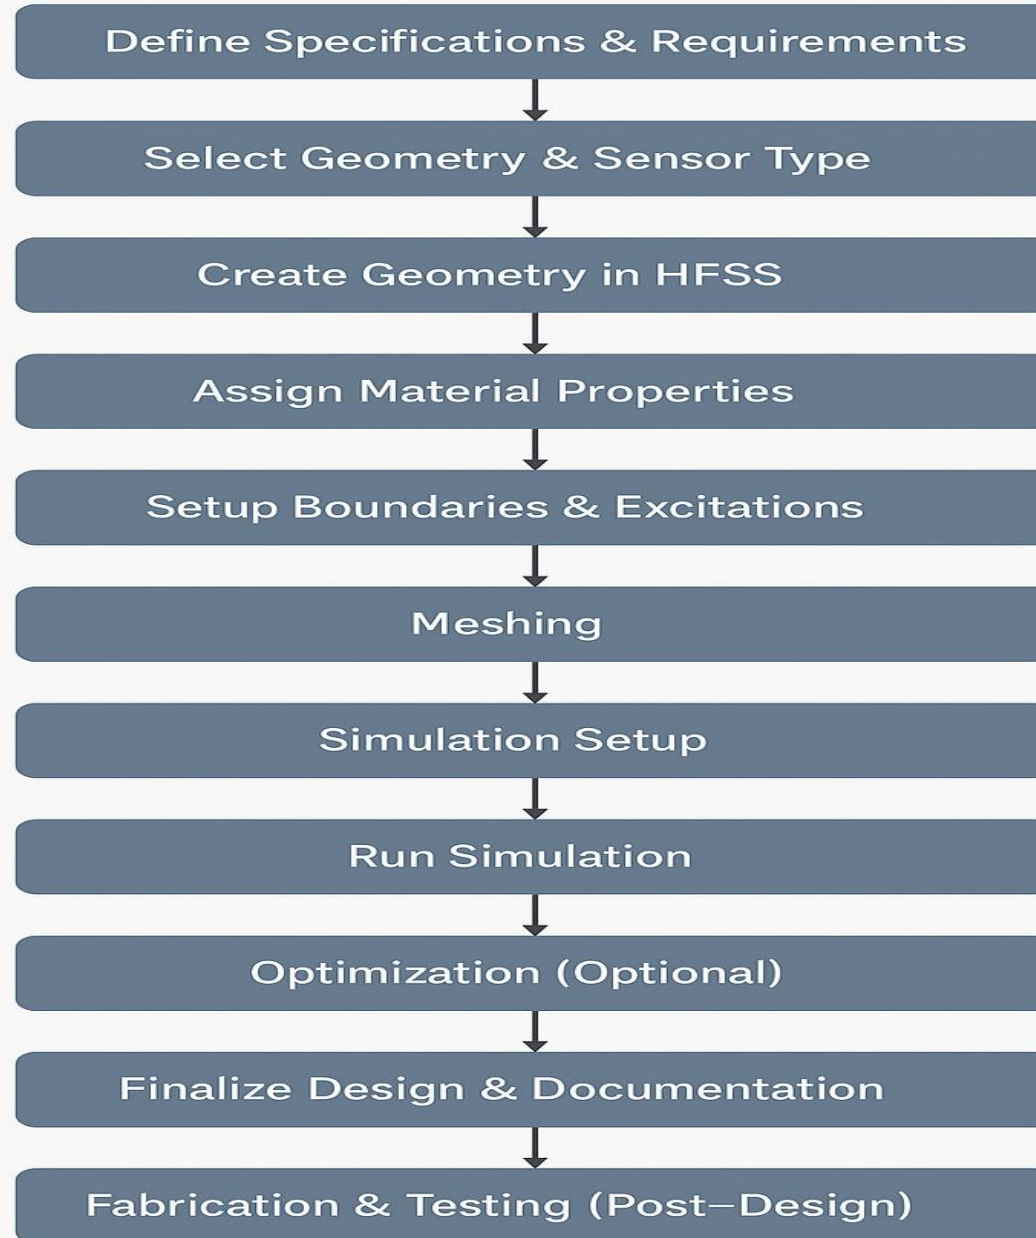 Define Specifications & Requirements
Select Geometry & Sensor Type
Create Geometry in HFSS
Assign Material Properties
Setup Boundaries & Excitations
Meshing
Simulation Setup
Run Simulation
Optimization (Optional)
Finalize Design & Documentation
Fabrication & Testing (Post–Design)